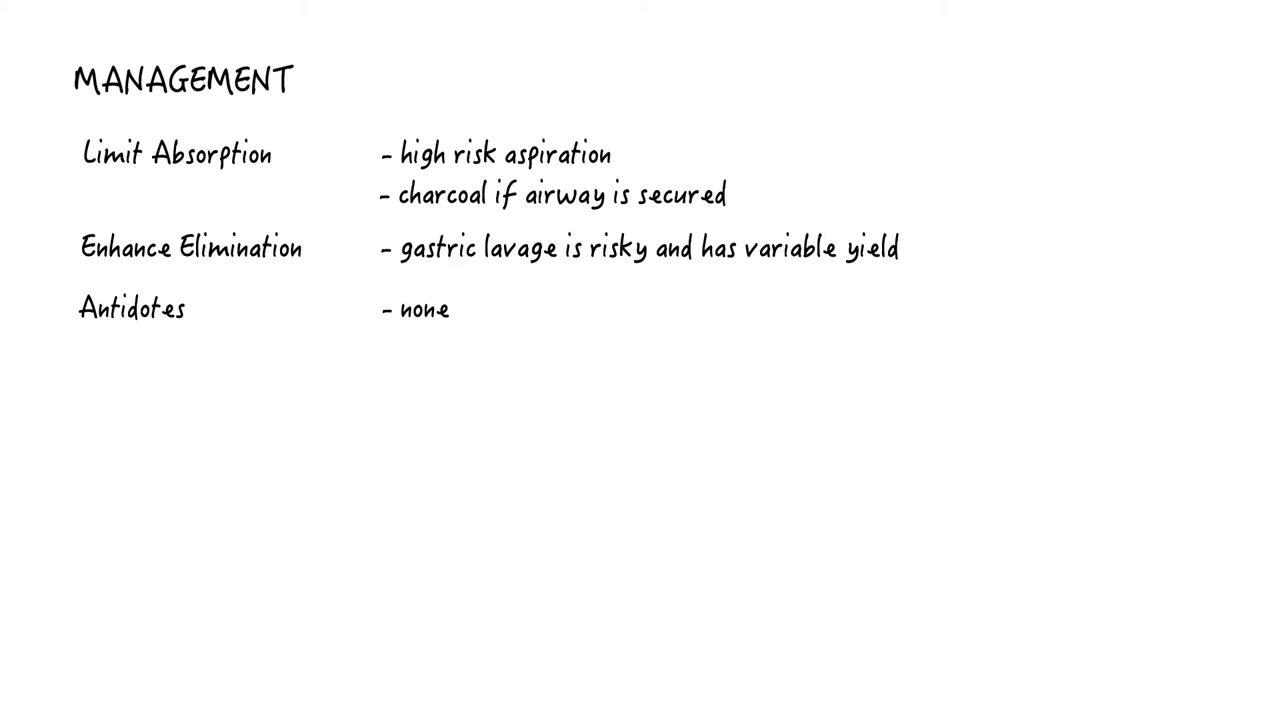 MANAGEMENT
Limit Absorption - high risk aspiration
- charcoal if airway is secured
Enhance Elimination - gastric lavage is risky and has variable yield
Antidotes - none